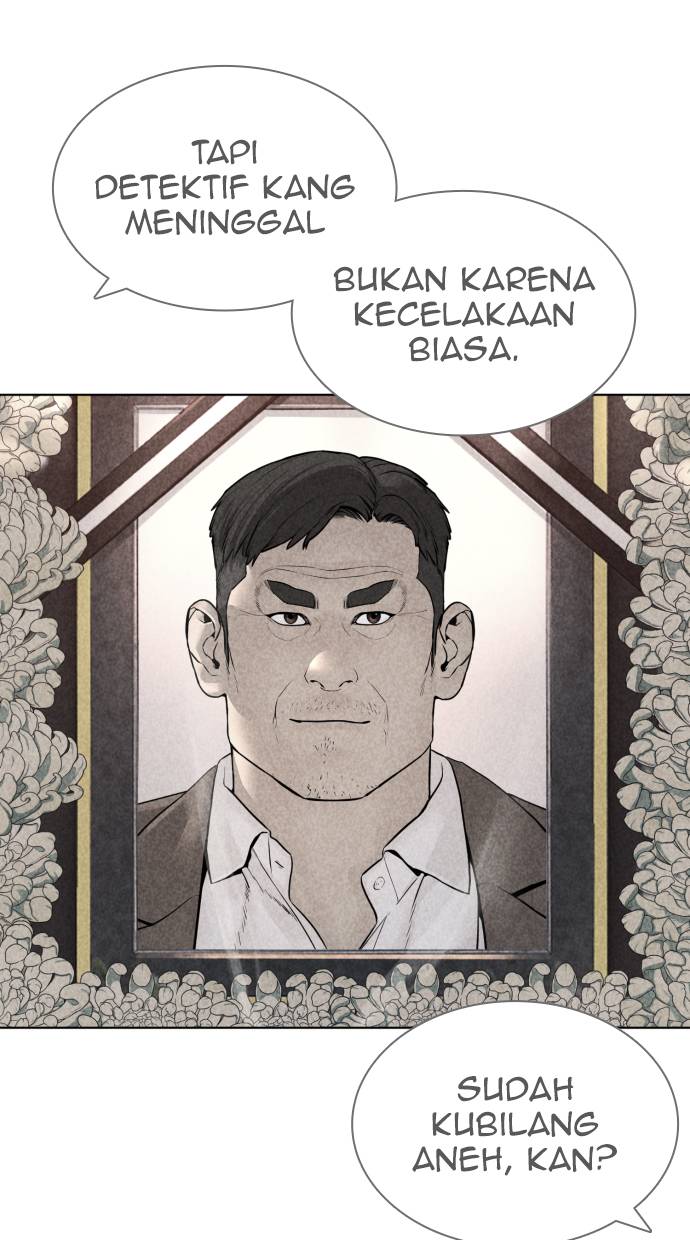 TAPI
DETEKTIF KANG
MENINGGAL
BUKAN KARENA
KECELAKAAN
BIASA.
SUDAH
KUBILANG
ANEH, KAN?